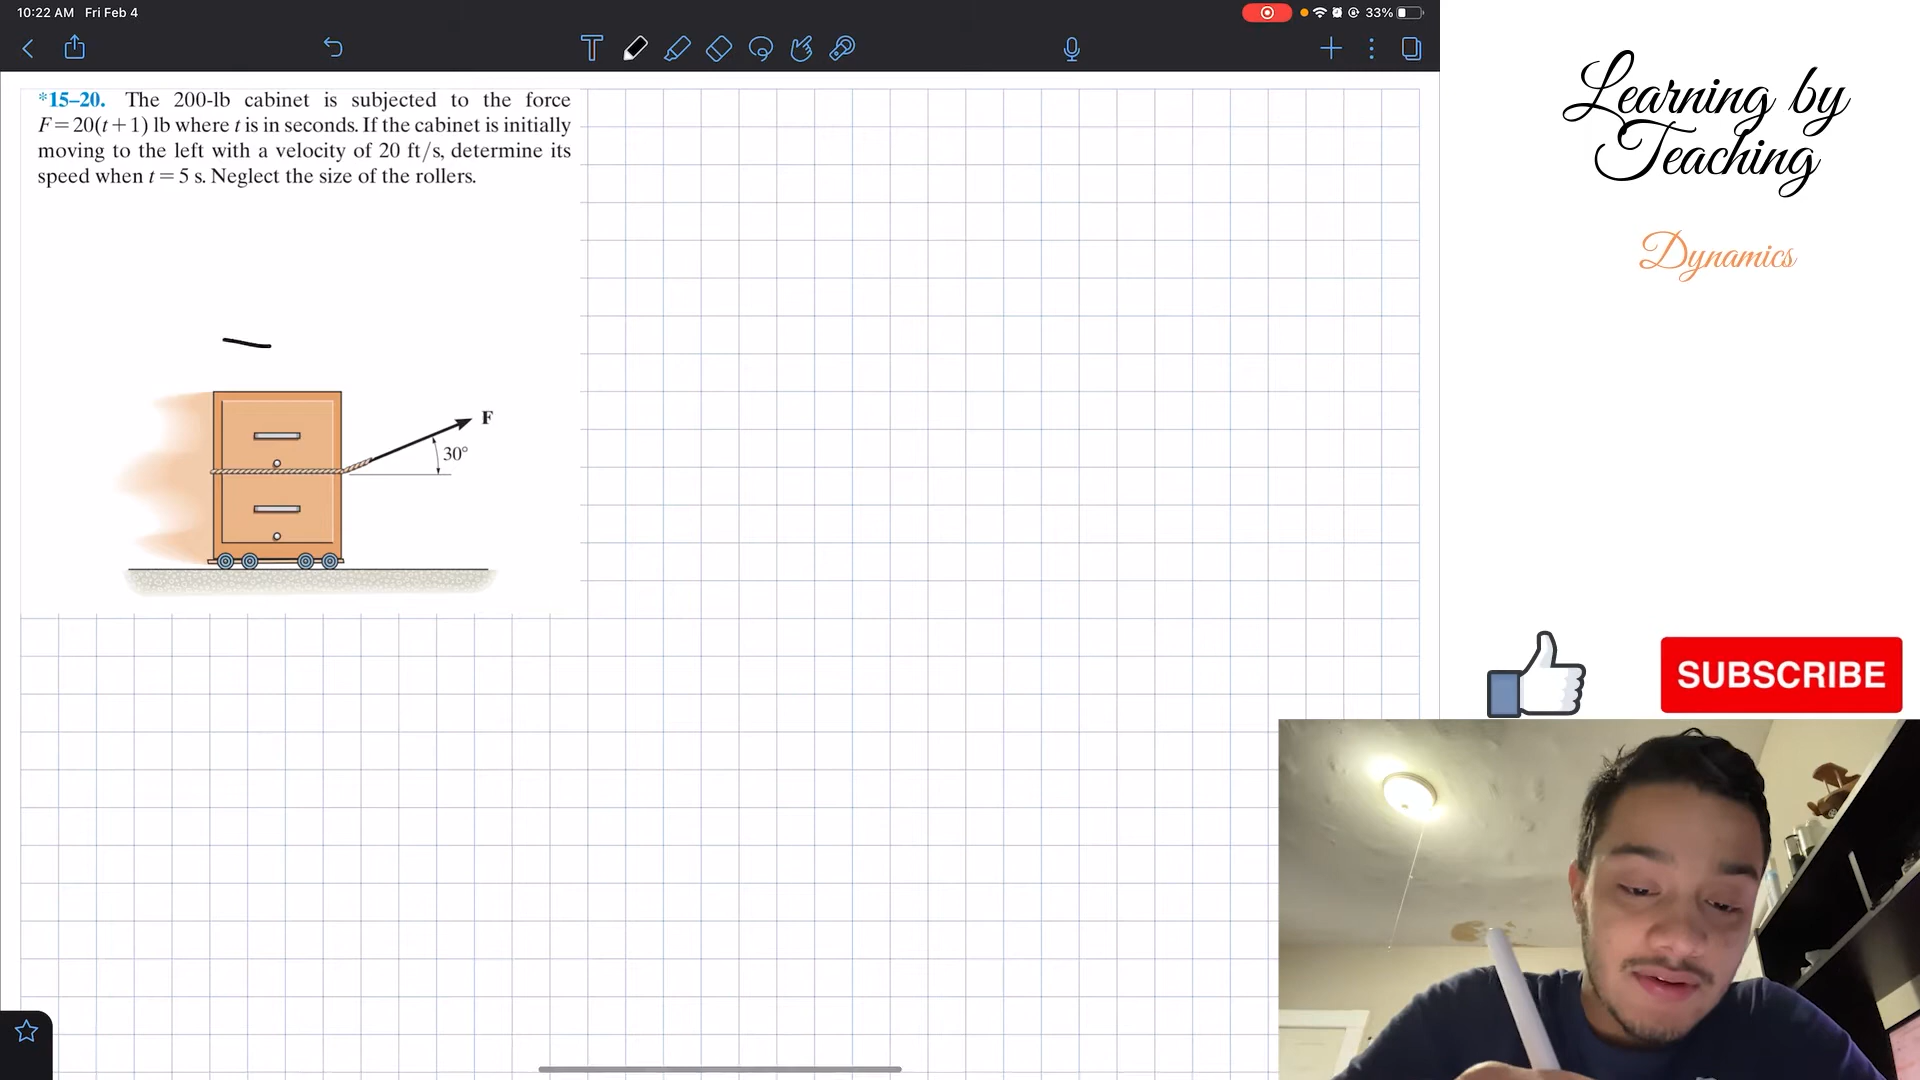 10:22 AM Fri Feb 4
33%
*15–20. The 200-lb cabinet is subjected to the force
F=20(t+1) lb where t is in seconds. If the cabinet is initially
moving to the left with a velocity of 20 ft/s, determine its
speed when t=5 s. Neglect the size of the rollers.
F
30°
Learning by
Teaching
Dynamics
SUBSCRIBE